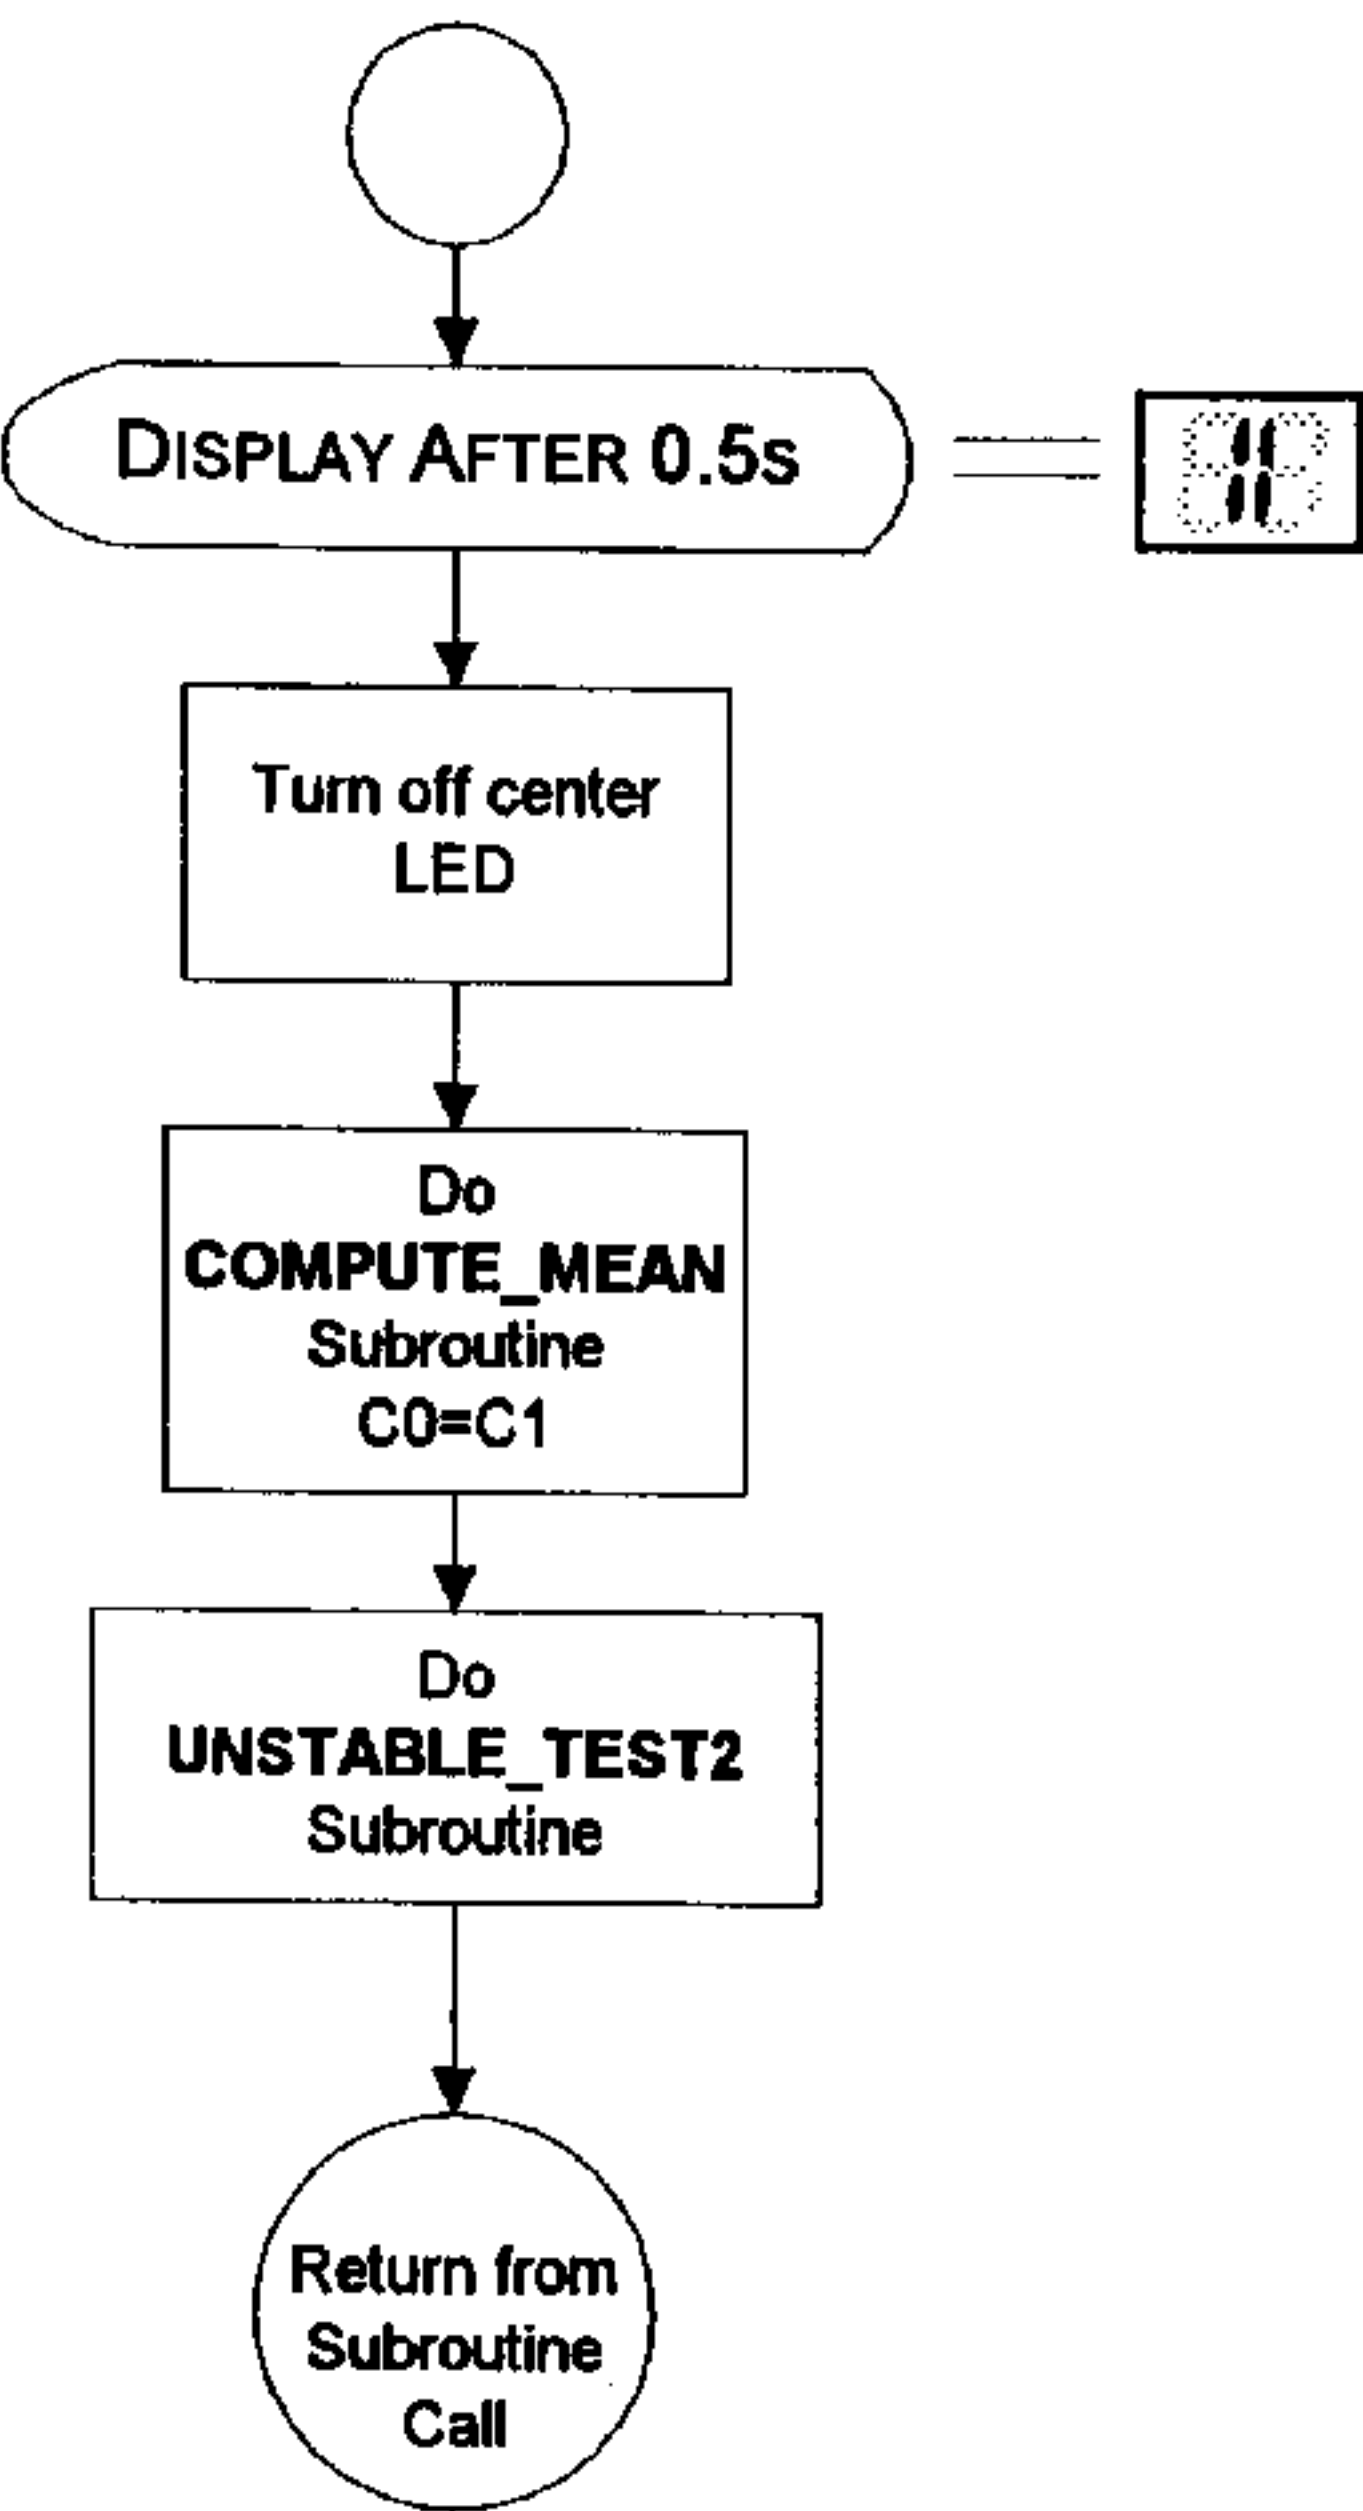 DISPLAY AFTER 0.5S
Turn off center
LED
Do
COMPUTE_MEAN
Subroutine
C0=C1
Do
UNSTABLE_TEST2
Subroutine
Return from
Subroutine
Call